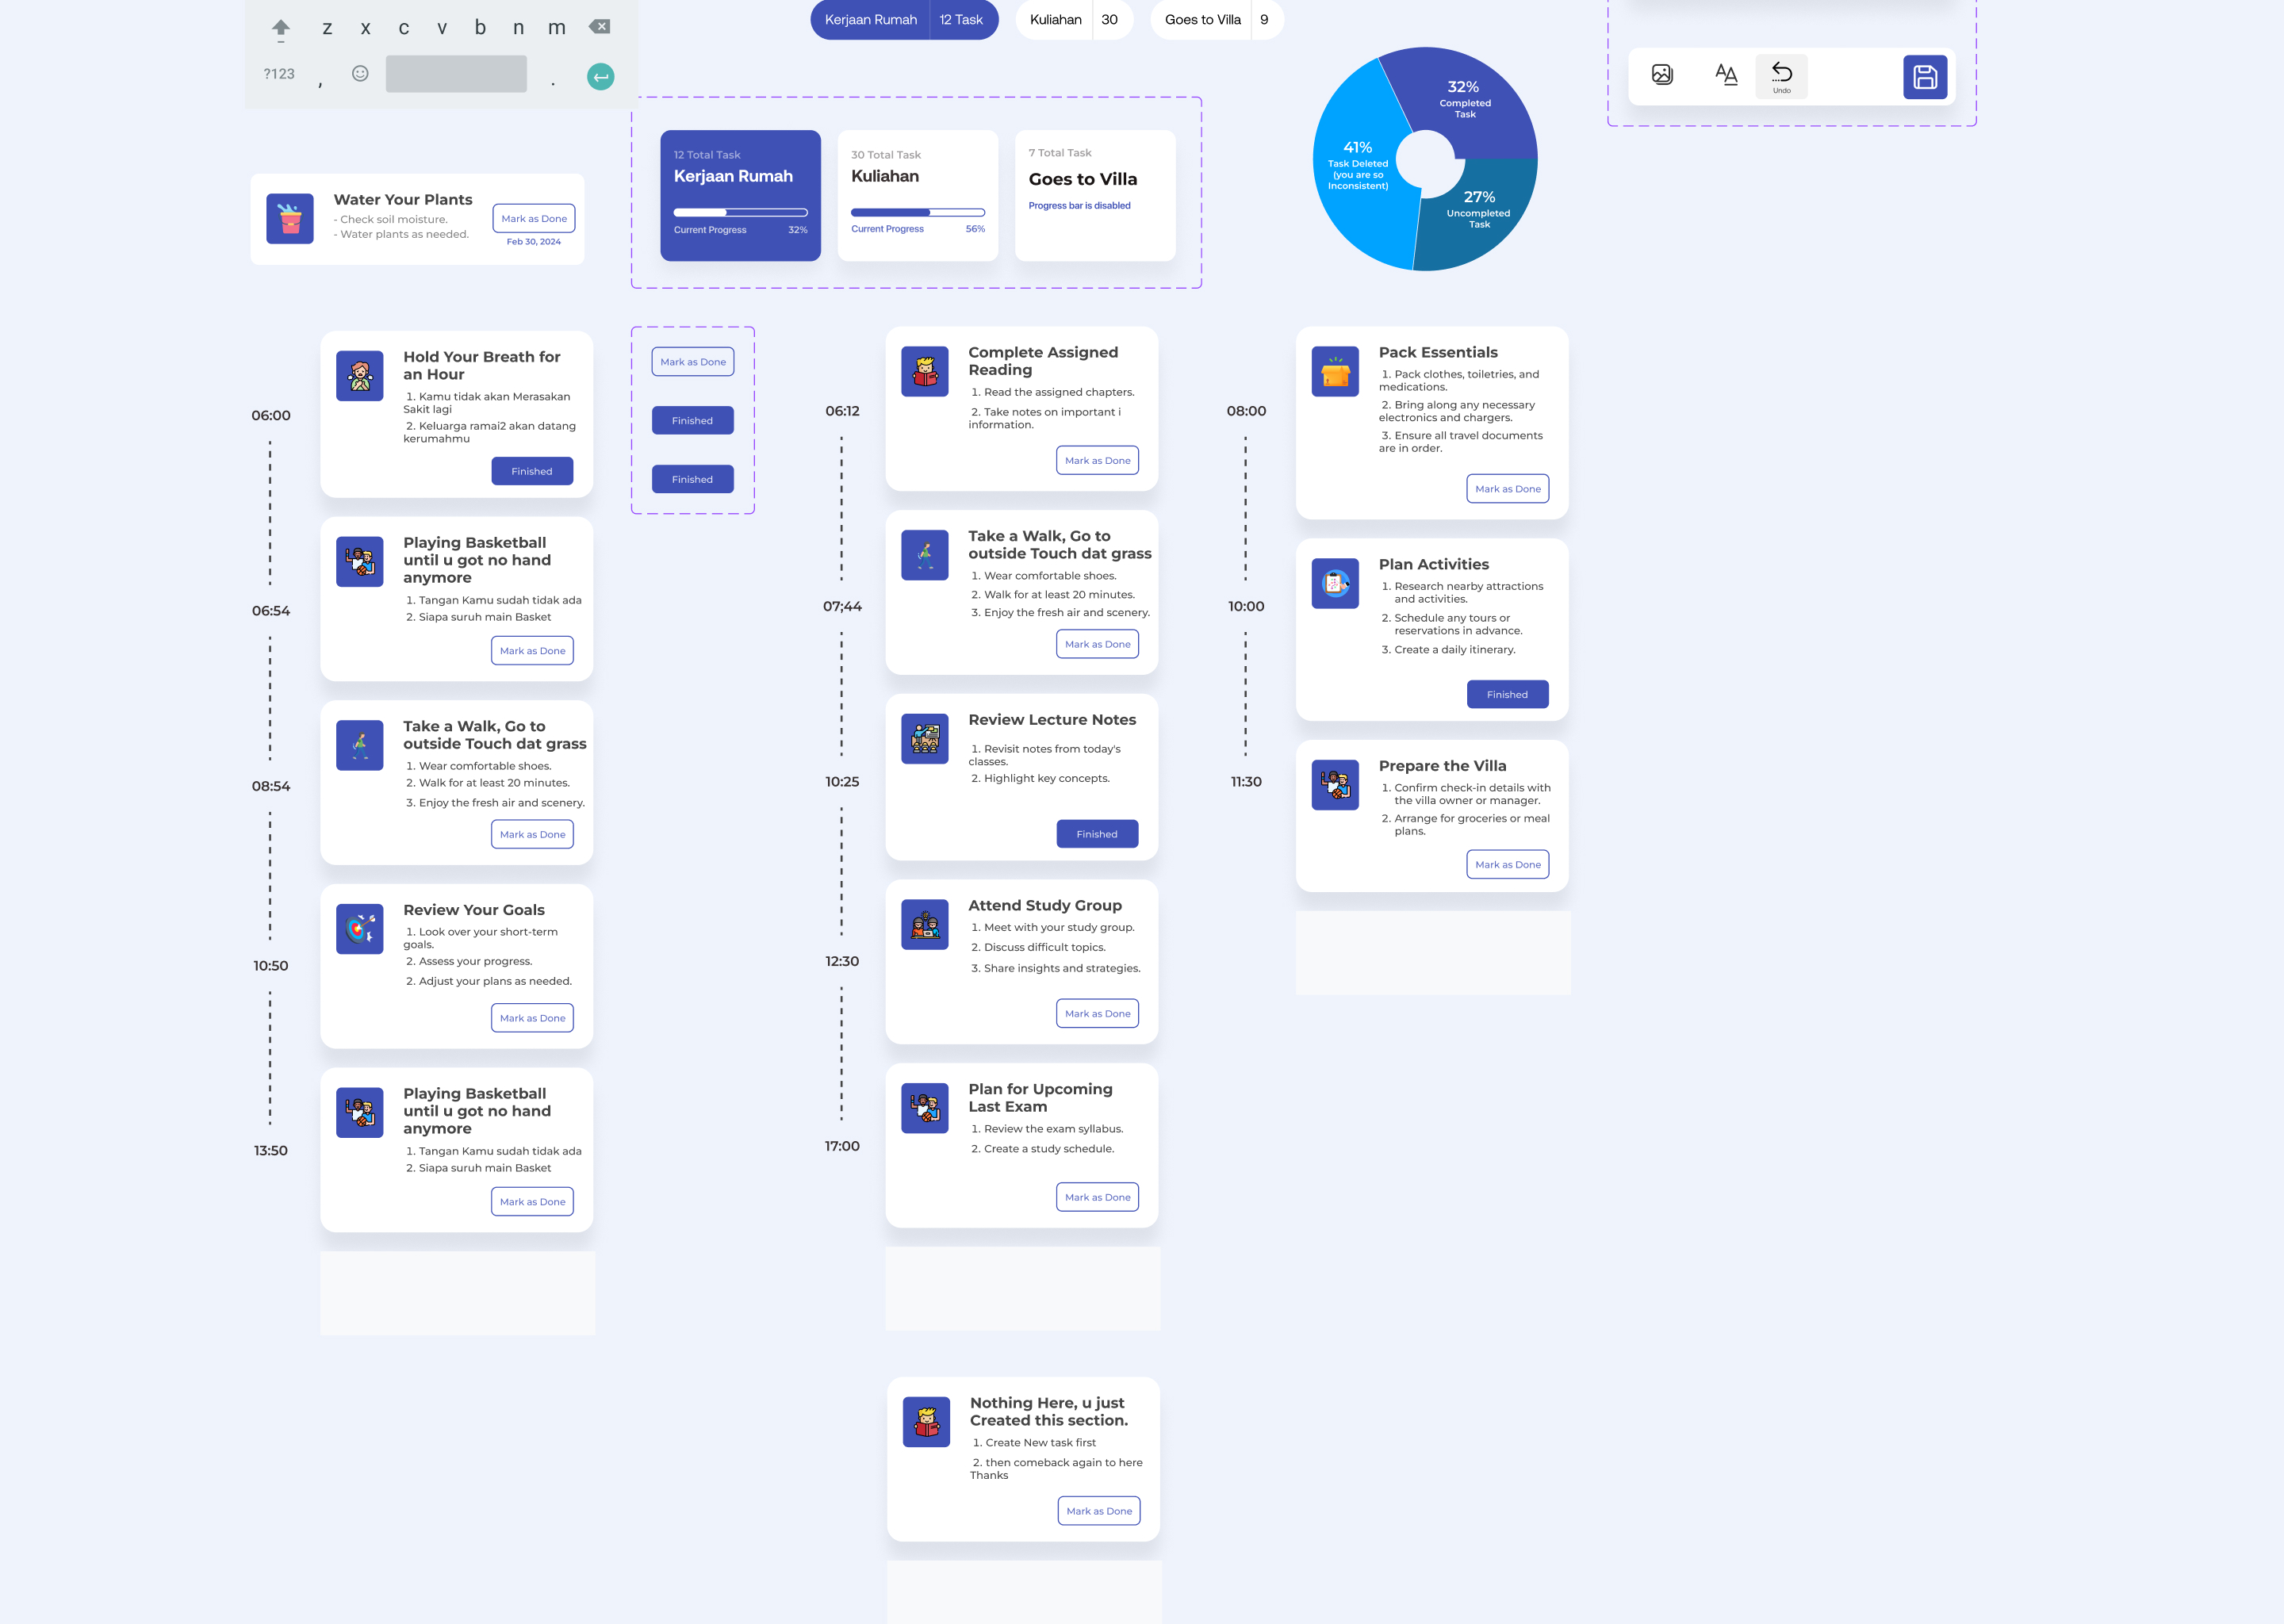 z x c v b n m
?123 , .
Kerjaan Rumah 12 Task
Kuliahan 30
Goes to Villa 9
Undo
Water Your Plants
- Check soil moisture.
- Water plants as needed.
Mark as Done
Feb 30, 2024
12 Total Task
Kerjaan Rumah
Current Progress 32%
30 Total Task
Kuliahan
Current Progress 56%
7 Total Task
Goes to Villa
Progress bar is disabled
32%
Completed
Task
41%
Task Deleted
(you are so
Inconsistent)
27%
Uncompleted
Task
06:00
Hold Your Breath for
an Hour
1. Kamu tidak akan Merasakan
Sakit lagi
2. Keluarga ramai2 akan datang
kerumahmu
Finished
06:54
Playing Basketball
until u got no hand
anymore
1. Tangan Kamu sudah tidak ada
2. Siapa suruh main Basket
Mark as Done
08:54
Take a Walk, Go to
outside Touch dat grass
1. Wear comfortable shoes.
2. Walk for at least 20 minutes.
3. Enjoy the fresh air and scenery.
Mark as Done
10:50
Review Your Goals
1. Look over your short-term
goals.
2. Assess your progress.
2. Adjust your plans as needed.
Mark as Done
13:50
Playing Basketball
until u got no hand
anymore
1. Tangan Kamu sudah tidak ada
2. Siapa suruh main Basket
Mark as Done
Mark as Done
Finished
Finished
06:12
Complete Assigned
Reading
1. Read the assigned chapters.
2. Take notes on important i
information.
Mark as Done
07;44
Take a Walk, Go to
outside Touch dat grass
1. Wear comfortable shoes.
2. Walk for at least 20 minutes.
3. Enjoy the fresh air and scenery.
Mark as Done
10:25
Review Lecture Notes
1. Revisit notes from today's
classes.
2. Highlight key concepts.
Finished
12:30
Attend Study Group
1. Meet with your study group.
2. Discuss difficult topics.
3. Share insights and strategies.
Mark as Done
17:00
Plan for Upcoming
Last Exam
1. Review the exam syllabus.
2. Create a study schedule.
Mark as Done
Nothing Here, u just
Created this section.
1. Create New task first
2. then comeback again to here
Thanks
Mark as Done
08:00
Pack Essentials
1. Pack clothes, toiletries, and
medications.
2. Bring along any necessary
electronics and chargers.
3. Ensure all travel documents
are in order.
Mark as Done
10:00
Plan Activities
1. Research nearby attractions
and activities.
2. Schedule any tours or
reservations in advance.
3. Create a daily itinerary.
Finished
11:30
Prepare the Villa
1. Confirm check-in details with
the villa owner or manager.
2. Arrange for groceries or meal
plans.
Mark as Done